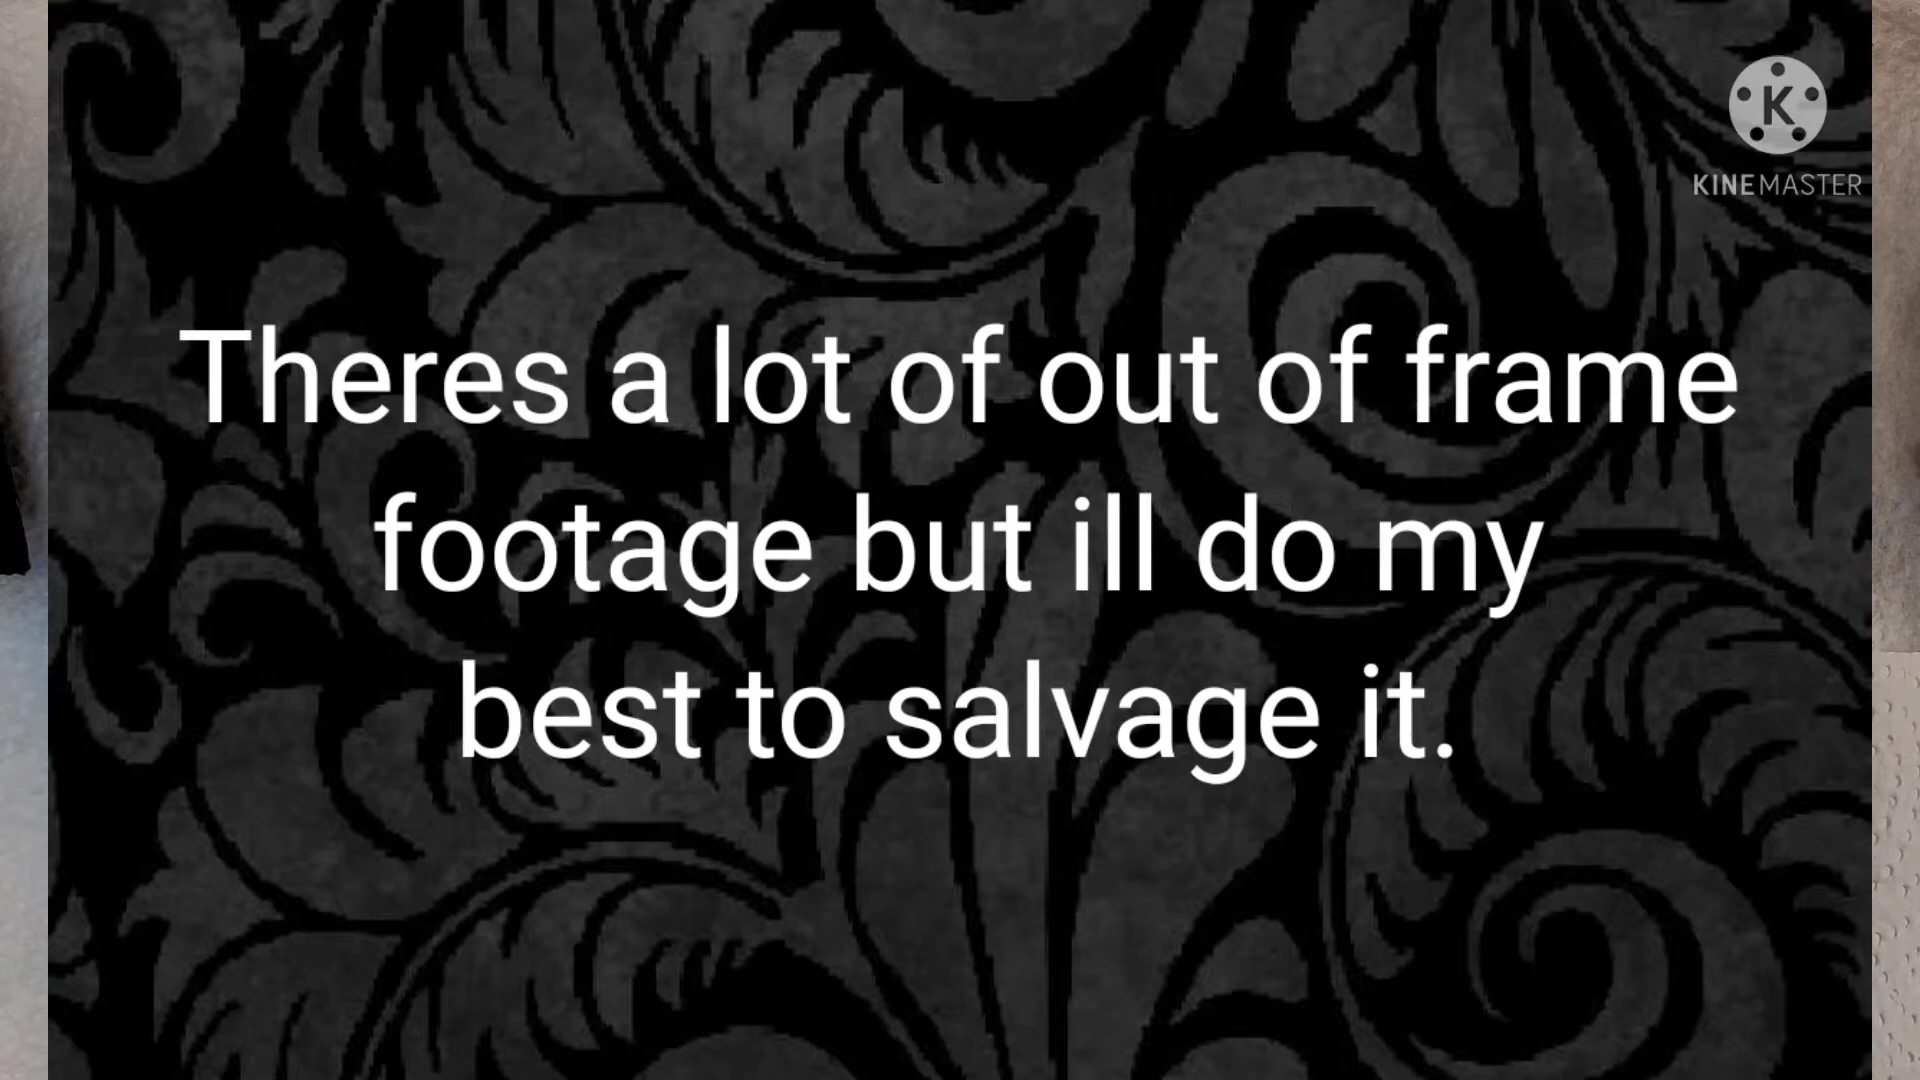 K
KINEMASTER
Theres a lot of out of frame
footage but ill do my
best to salvage it.